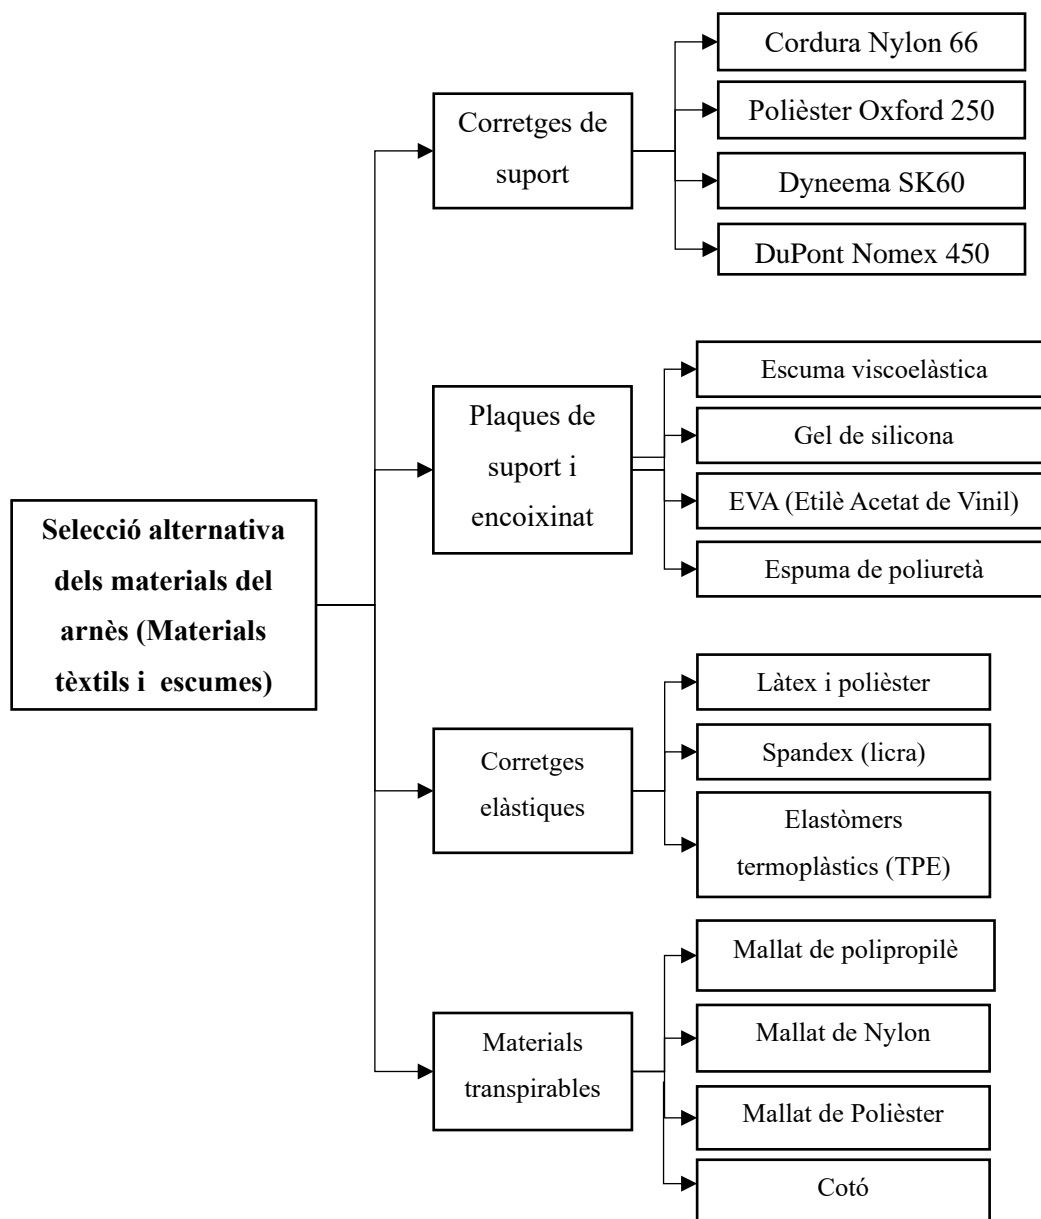 Selecció alternativa
dels materials del
arnès (Materials
tèxtils i escumes)
Corretges de
suport
Cordura Nylon 66
Polièster Oxford 250
Dyneema SK60
DuPont Nomex 450
Plaques de
suport i
encoixinat
Escuma viscoelàstica
Gel de silicona
EVA (Etilè Acetat de Vinil)
Espuma de poliuretà
Corretges
elàstiques
Làtex i polièster
Spandex (licra)
Elastòmers
termoplàstics (TPE)
Materials
transpirables
Mallat de polipropilè
Mallat de Nylon
Mallat de Polièster
Cotó